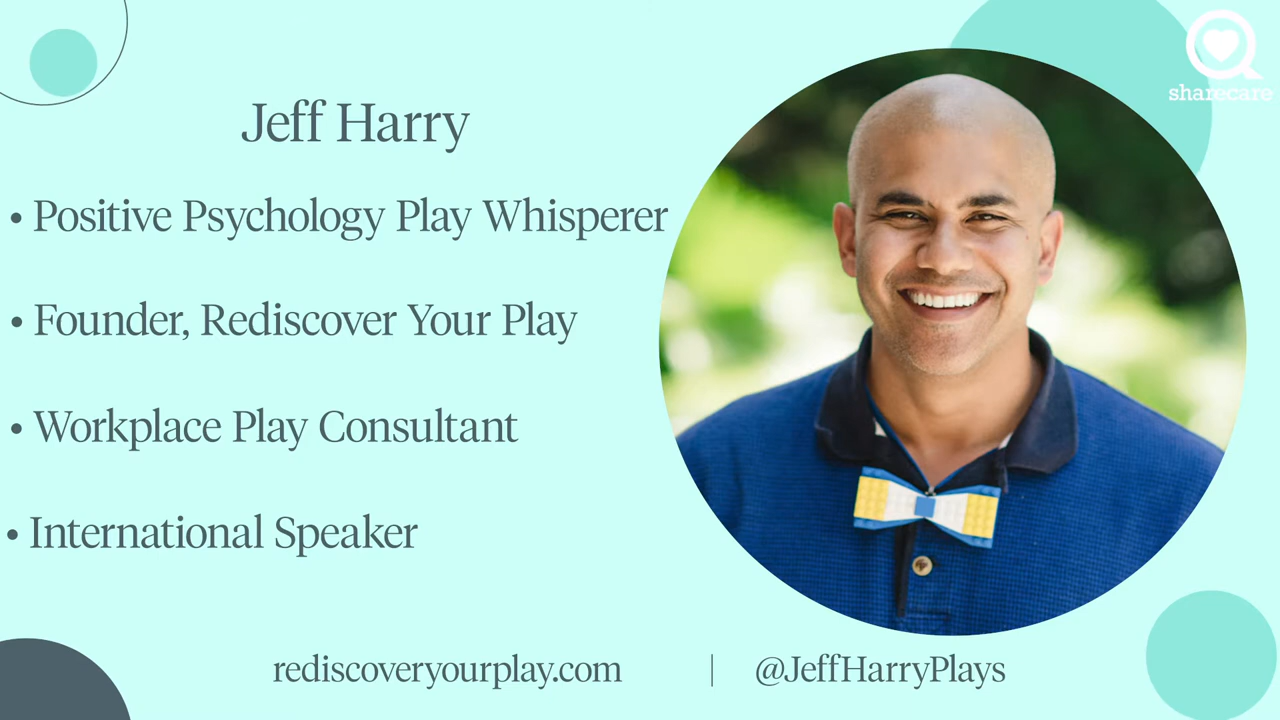 sharecare
Jeff Harry
• Positive Psychology Play Whisperer
• Founder, Rediscover Your Play
• Workplace Play Consultant
• International Speaker
rediscoveryourplay.com | @JeffHarryPlays